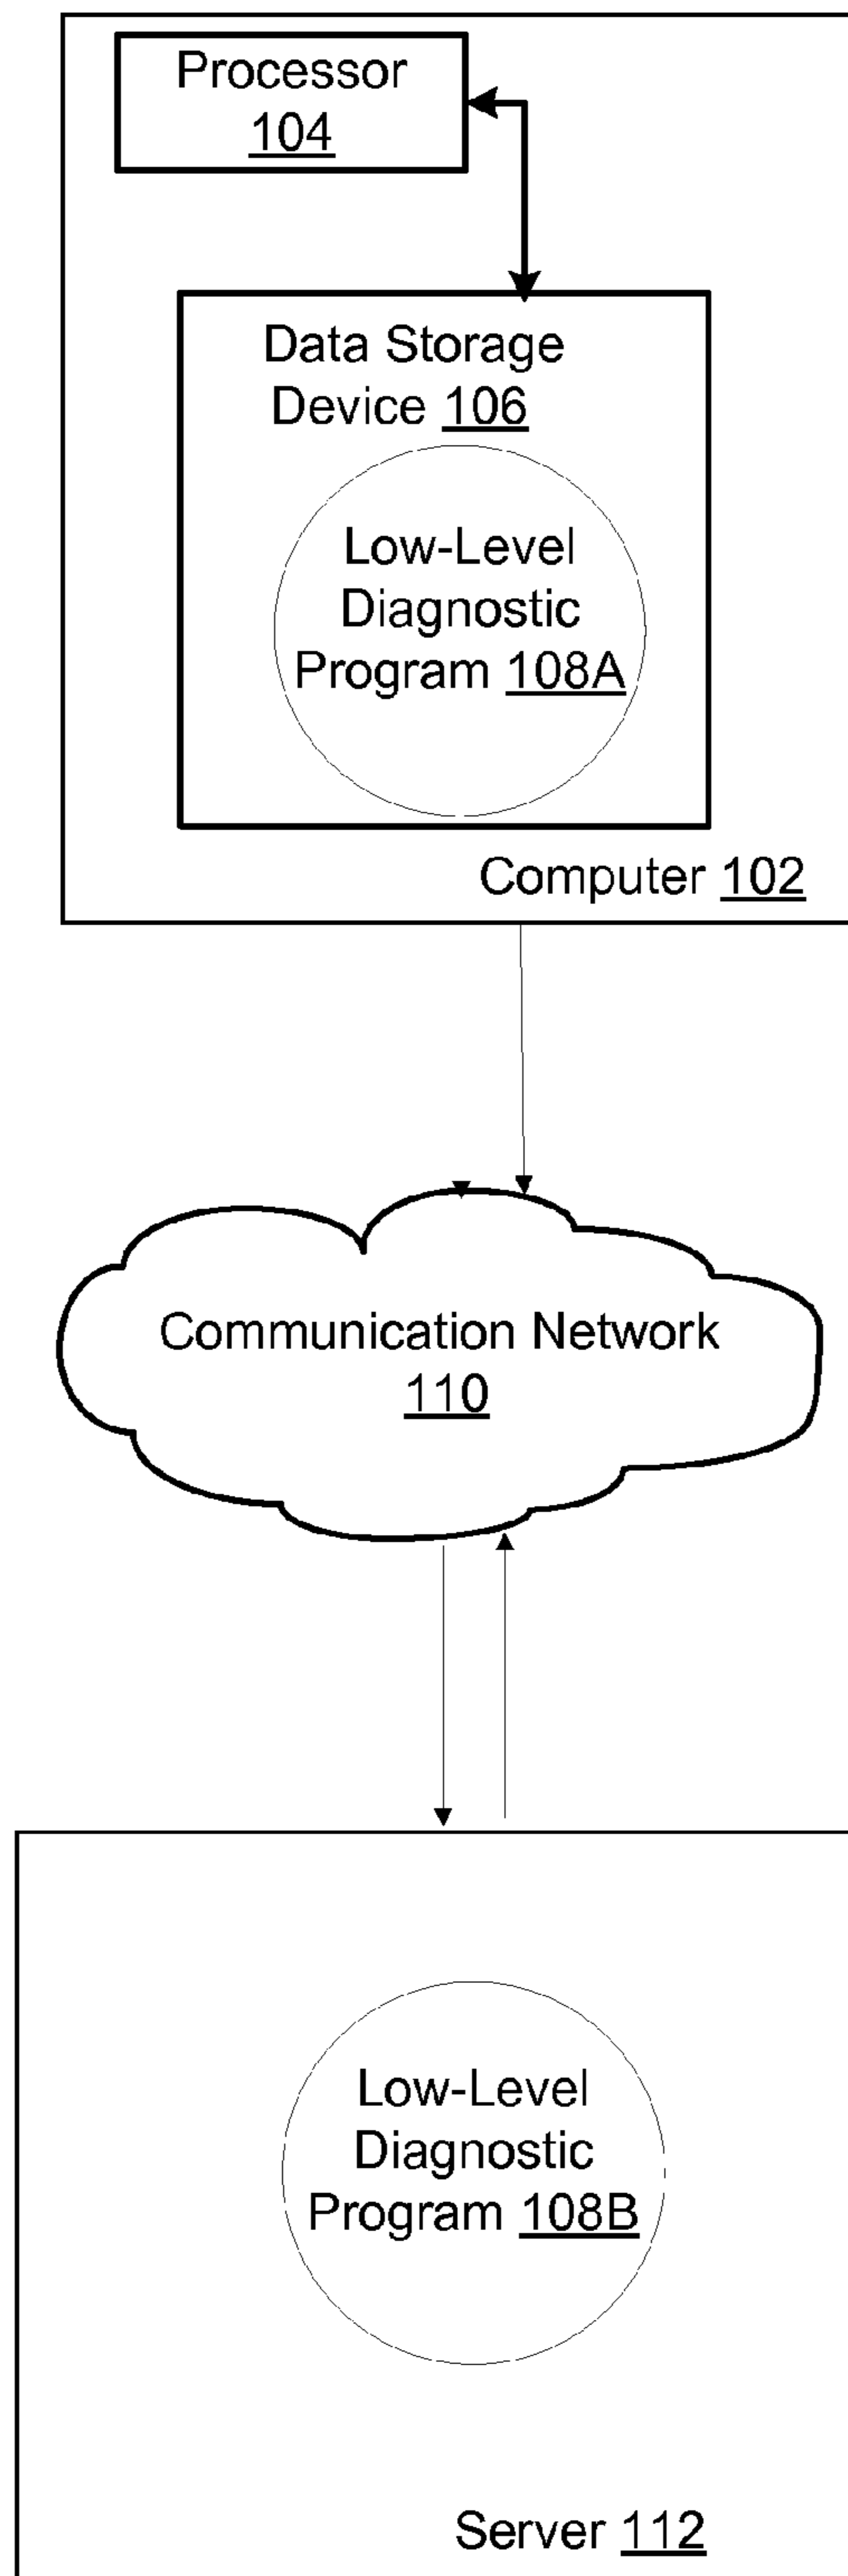 Processor
104
Data Storage
Device 106
Low-Level
Diagnostic
Program 108A
Computer 102
Communication Network
110
Low-Level
Diagnostic
Program 108B
Server 112